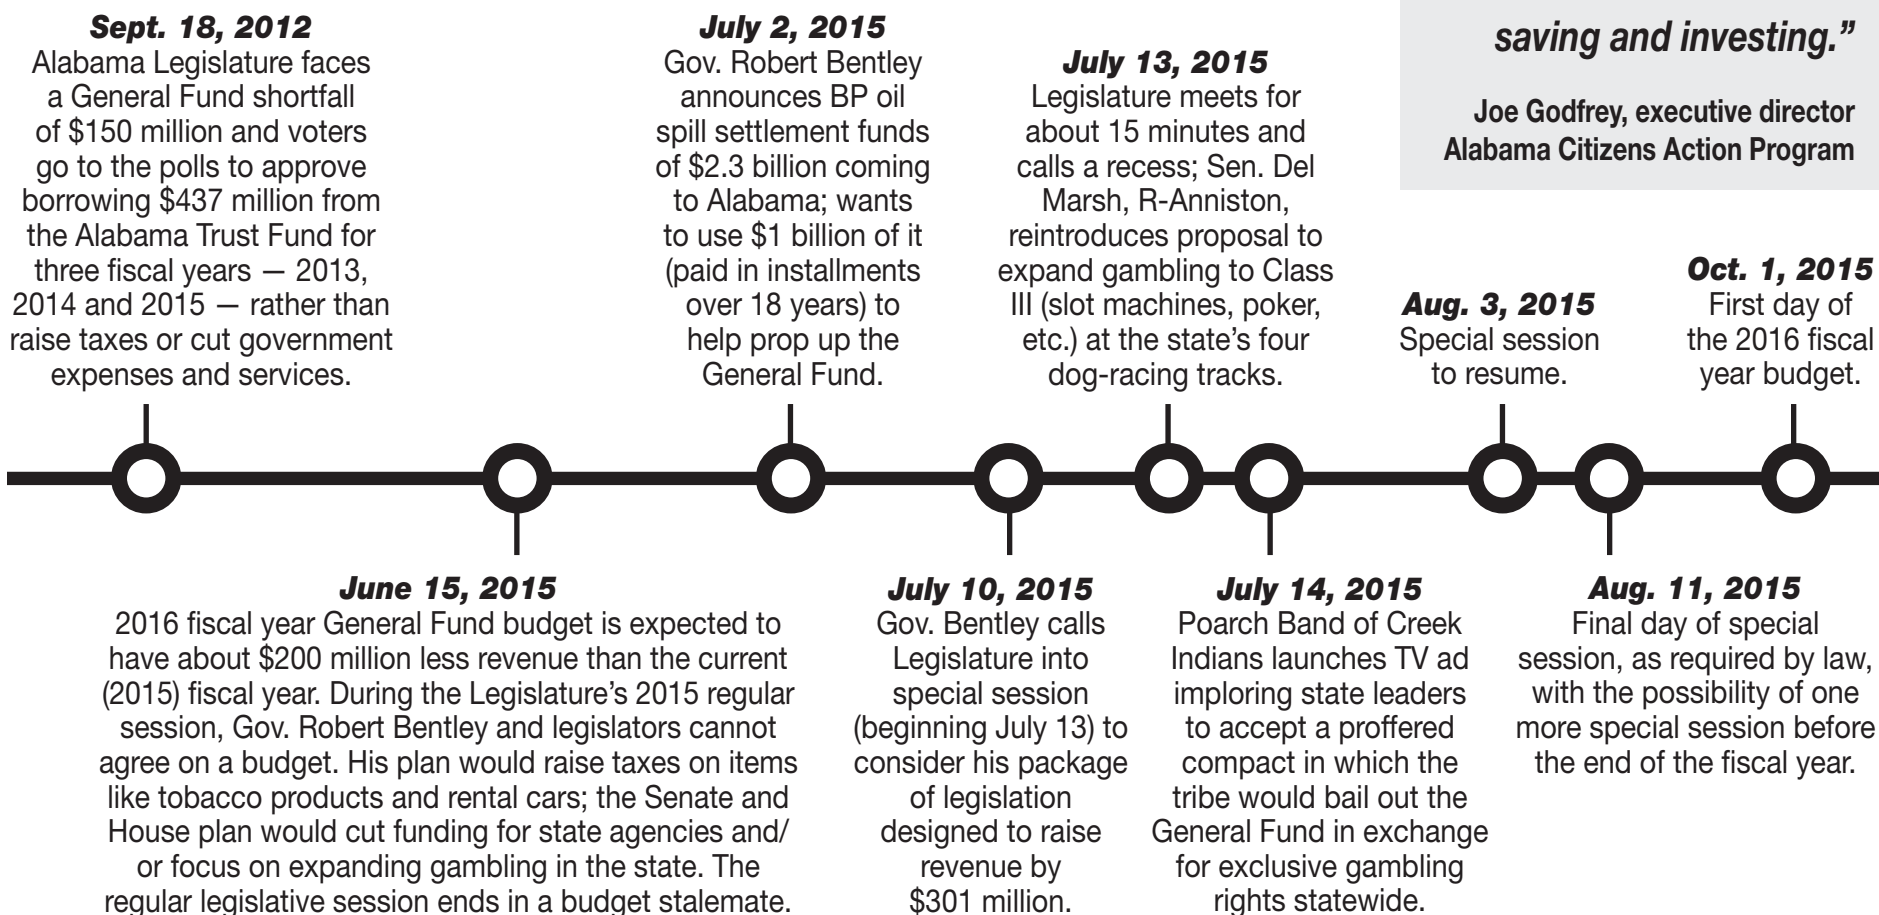 Sept. 18, 2012
Alabama Legislature faces
a General Fund shortfall
of $150 million and voters
go to the polls to approve
borrowing $437 million from
the Alabama Trust Fund for
three fiscal years — 2013,
2014 and 2015 — rather than
raise taxes or cut government
expenses and services.
July 2, 2015
Gov. Robert Bentley
announces BP oil
spill settlement funds
of $2.3 billion coming
to Alabama; wants
to use $1 billion of it
(paid in installments
over 18 years) to
help prop up the
General Fund.
July 13, 2015
Legislature meets for
about 15 minutes and
calls a recess; Sen. Del
Marsh, R-Anniston,
reintroduces proposal to
expand gambling to Class
III (slot machines, poker,
etc.) at the state’s four
dog-racing tracks.
saving and investing.”
Joe Godfrey, executive director
Alabama Citizens Action Program
Aug. 3, 2015
Special session
to resume.
Oct. 1, 2015
First day of
the 2016 fiscal
year budget.
June 15, 2015
2016 fiscal year General Fund budget is expected to
have about $200 million less revenue than the current
(2015) fiscal year. During the Legislature’s 2015 regular
session, Gov. Robert Bentley and legislators cannot
agree on a budget. His plan would raise taxes on items
like tobacco products and rental cars; the Senate and
House plan would cut funding for state agencies and/
or focus on expanding gambling in the state. The
regular legislative session ends in a budget stalemate.
July 10, 2015
Gov. Bentley calls
Legislature into
special session
(beginning July 13) to
consider his package
of legislation
designed to raise
revenue by
$301 million.
July 14, 2015
Poarch Band of Creek
Indians launches TV ad
imploring state leaders
to accept a proffered
compact in which the
tribe would bail out the
General Fund in exchange
for exclusive gambling
rights statewide.
Aug. 11, 2015
Final day of special
session, as required by law,
with the possibility of one
more special session before
the end of the fiscal year.